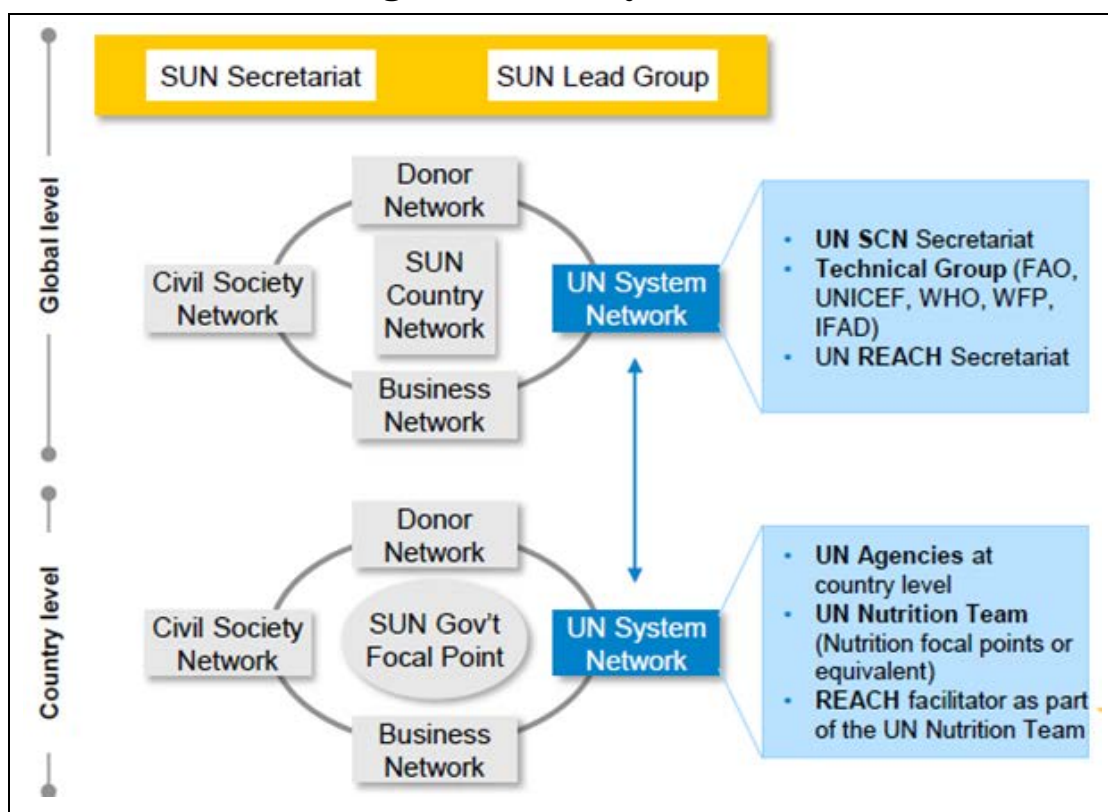 SUN Secretariat
SUN Lead Group
Global level
Donor
Network
Civil Society
Network
SUN
Country
Network
UN System
Network
Business
Network
• UN SCN Secretariat
• Technical Group (FAO,
UNICEF, WHO, WFP,
IFAD)
• UN REACH Secretariat
Country level
Donor
Network
Civil Society
Network
SUN Gov't
Focal Point
UN System
Network
Business
Network
• UN Agencies at
country level
• UN Nutrition Team
(Nutrition focal points or
equivalent)
• REACH facilitator as part
of the UN Nutrition Team